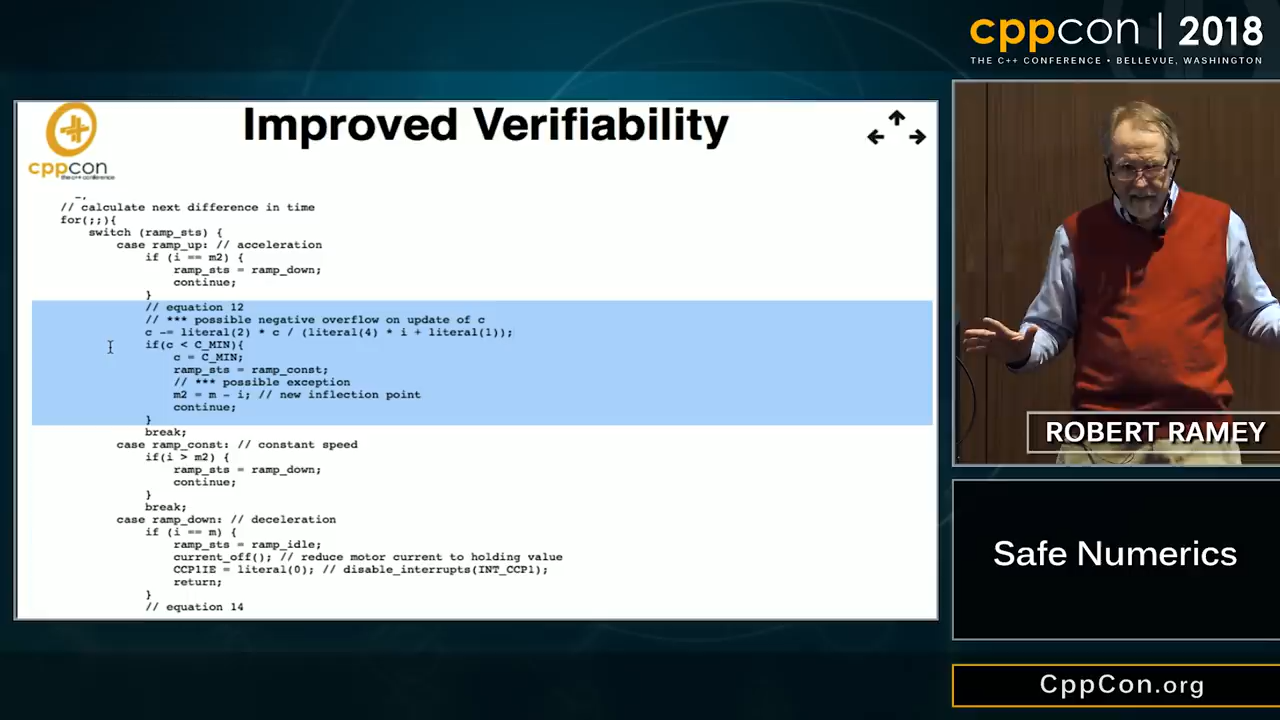 cppcon | 2018
THE C++ CONFERENCE • BELLEVUE, WASHINGTON
Improved Verifiability
cppcon
the c++ conference
// calculate next difference in time
for(;;){
switch (ramp_sts) {
case ramp_up: // acceleration
if (i == m2) {
ramp_sts = ramp_down;
continue;
}
// equation 12
// *** possible negative overflow on update of c
c -= literal(2) * c / (literal(4) * i + literal(1));
if(c < C_MIN){
c = C_MIN;
ramp_sts = ramp_const;
// *** possible exception
m2 = m - i; // new inflection point
continue;
}
break;
case ramp_const: // constant speed
if(i > m2) {
ramp_sts = ramp_down;
continue;
}
break;
case ramp_down: // deceleration
if (i == m) {
ramp_sts = ramp_idle;
current_off(); // reduce motor current to holding value
CCP1IE = literal(0); // disable_interrupts(INT_CCP1);
return;
}
// equation 14
ROBERT RAMEY
Safe Numerics
CppCon.org